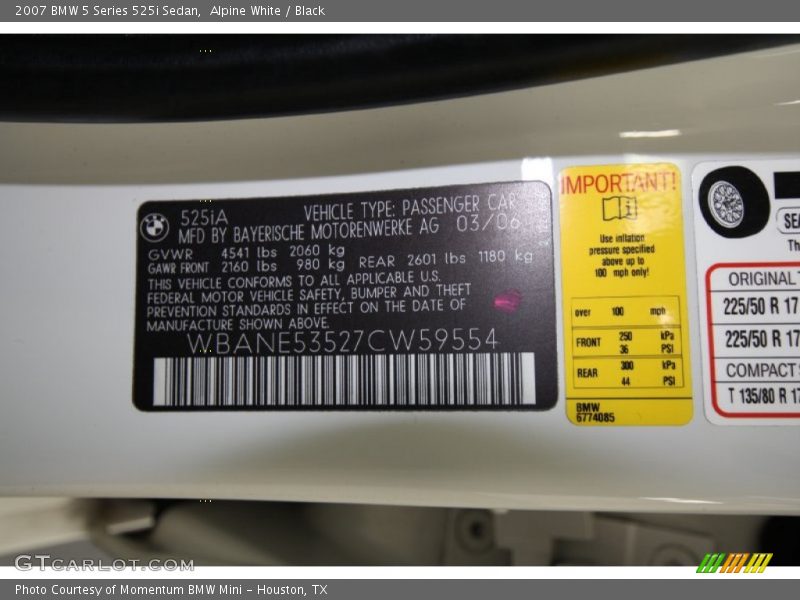 2007 BMW 5 Series 525i Sedan,  Alpine White / Black
525iA VEHICLE TYPE: PASSENGER CAR
MFD BY BAYERISCHE MOTORENWERKE AG 03/06
GVWR 4541 lbs 2060 kg
GAWR FRONT 2160 lbs 980 kg REAR 2601 lbs 1180 kg
THIS VEHICLE CONFORMS TO ALL APPLICABLE U.S.
FEDERAL MOTOR VEHICLE SAFETY, BUMPER AND THEFT
PREVENTION STANDARDS IN EFFECT ON THE DATE OF
MANUFACTURE SHOWN ABOVE.
WBANE53527CW59554
IMPORTANT!
Use inflation
pressure specified
above up to
100 mph only!
over 100 mph
FRONT 250 kPa
36 PSI
REAR 300 kPa
44 PSI
BMW
6774085
SEA
Th
ORIGINAL T
225/50 R 17
225/50 R 17
COMPACT S
T 135/80 R 17
GTCARLOT.COM
Photo Courtesy of Momentum BMW Mini - Houston, TX